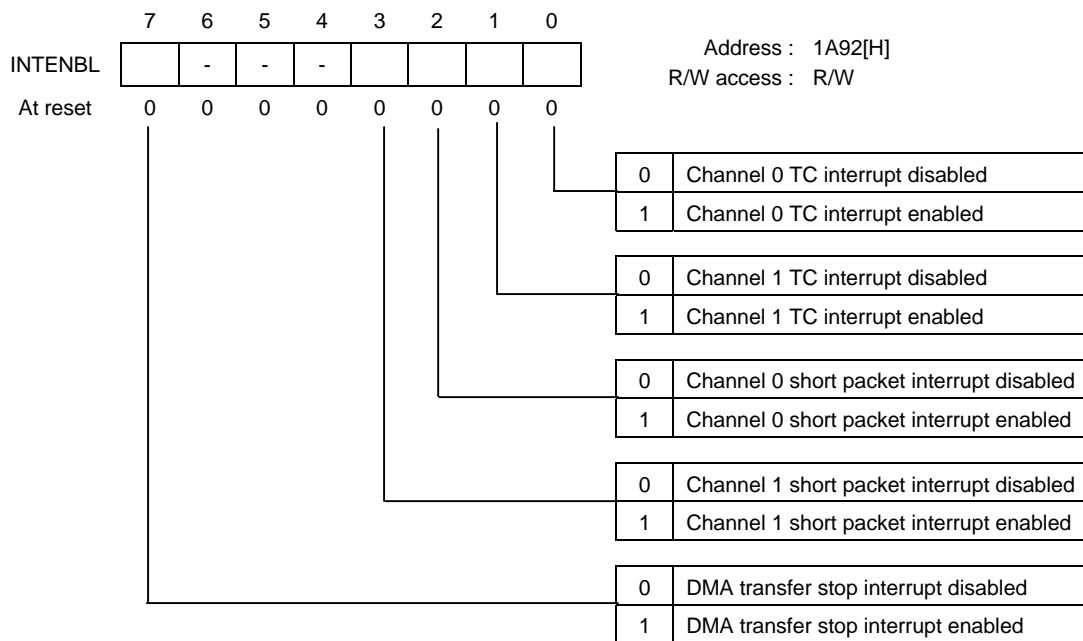 7 6 5 4 3 2 1 0
Address : 1A92[H]
INTENBL - - -
R/W access : R/W
At reset 0 0 0 0 0 0 0 0
0 Channel 0 TC interrupt disabled
1 Channel 0 TC interrupt enabled
0 Channel 1 TC interrupt disabled
1 Channel 1 TC interrupt enabled
0 Channel 0 short packet interrupt disabled
1 Channel 0 short packet interrupt enabled
0 Channel 1 short packet interrupt disabled
1 Channel 1 short packet interrupt enabled
0 DMA transfer stop interrupt disabled
1 DMA transfer stop interrupt enabled